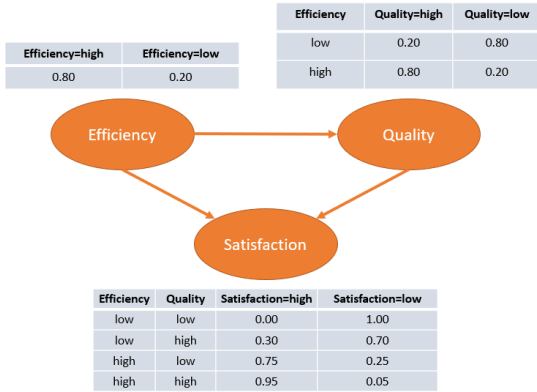 Efficiency Quality=high Quality=low
low 0.20 0.80
high 0.80 0.20
Efficiency=high Efficiency=low
0.80 0.20
Efficiency
Quality
Satisfaction
Efficiency Quality Satisfaction=high Satisfaction=low
low low 0.00 1.00
low high 0.30 0.70
high low 0.75 0.25
high high 0.95 0.05